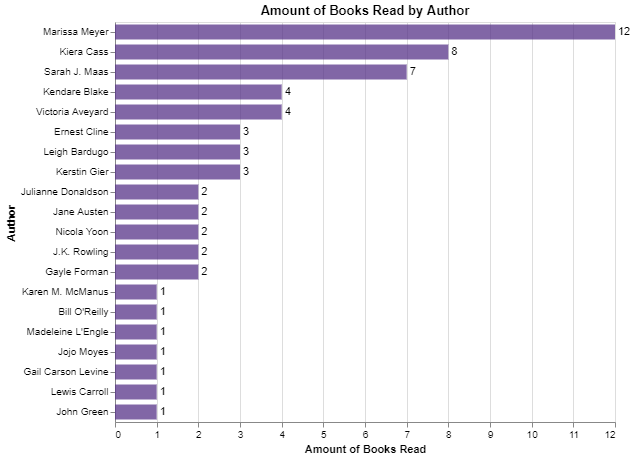 Amount of Books Read by Author
Author
Marissa Meyer 12
Kiera Cass 8
Sarah J. Maas 7
Kendare Blake 4
Victoria Aveyard 4
Ernest Cline 3
Leigh Bardugo 3
Kerstin Gier 3
Julianne Donaldson 2
Jane Austen 2
Nicola Yoon 2
J.K. Rowling 2
Gayle Forman 2
Karen M. McManus 1
Bill O'Reilly 1
Madeleine L'Engle 1
Jojo Moyes 1
Gail Carson Levine 1
Lewis Carroll 1
John Green 1
0 1 2 3 4 5 6 7 8 9 10 11 12
Amount of Books Read